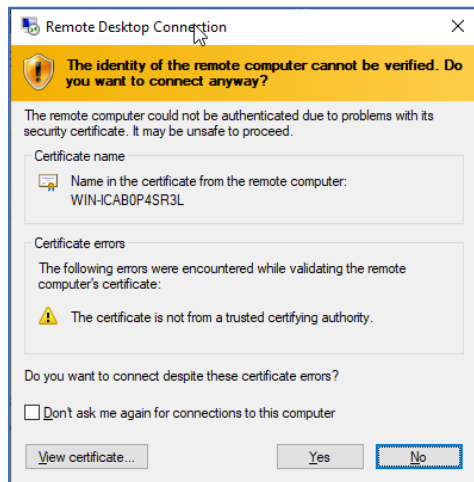 Remote Desktop Connection
The identity of the remote computer cannot be verified. Do
you want to connect anyway?
The remote computer could not be authenticated due to problems with its
security certificate. It may be unsafe to proceed.
Certificate name
Name in the certificate from the remote computer:
WIN-ICAB0P4SR3L
Certificate errors
The following errors were encountered while validating the remote
computer's certificate:
The certificate is not from a trusted certifying authority.
Do you want to connect despite these certificate errors?
Don't ask me again for connections to this computer
View certificate...
Yes
No